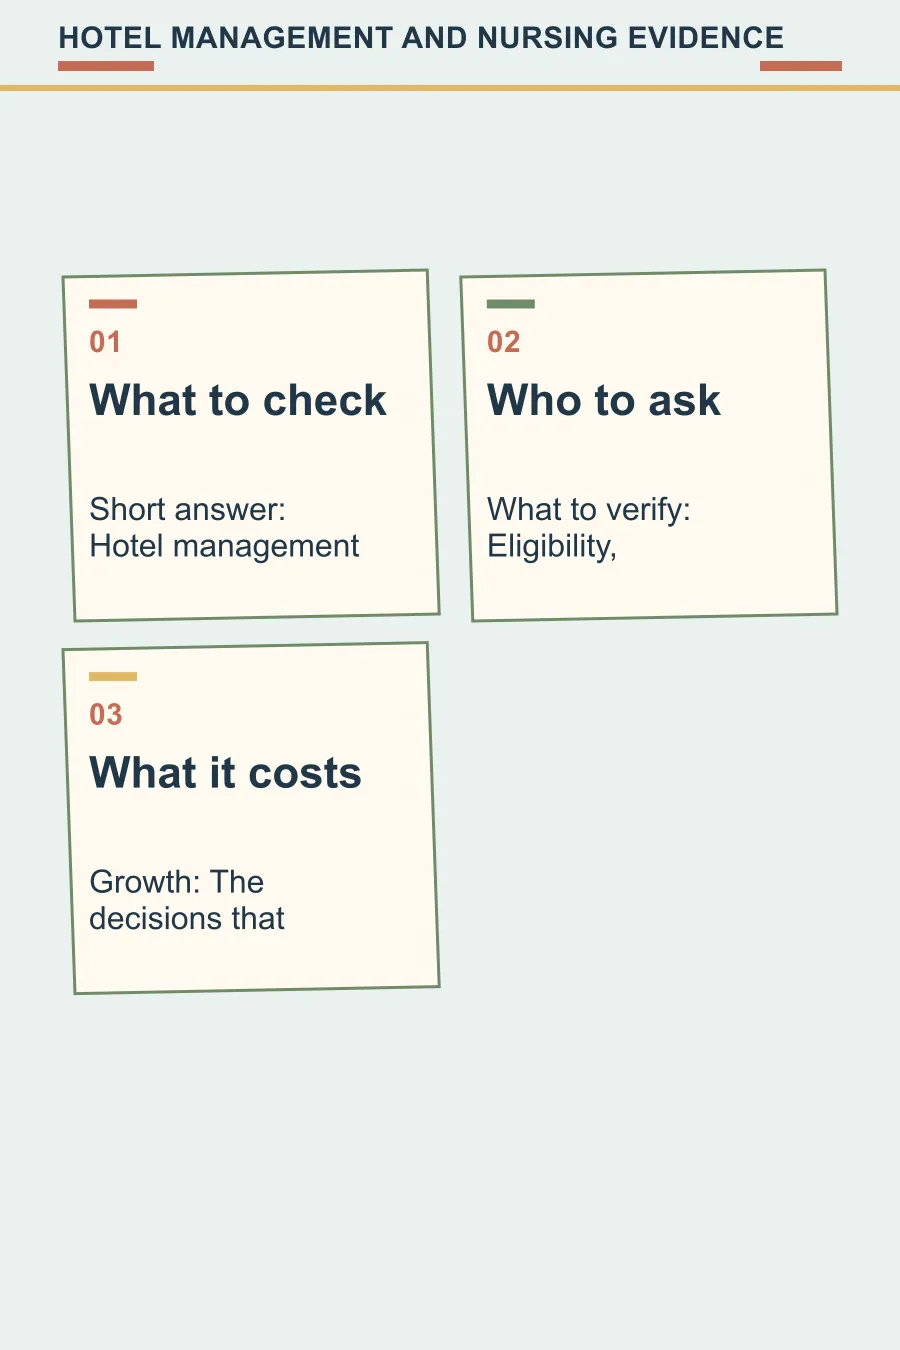 HOTEL MANAGEMENT AND NURSING EVIDENCE
01
What to check
Short answer:
Hotel management
02
Who to ask
What to verify:
Eligibility,
03
What it costs
Growth: The
decisions that